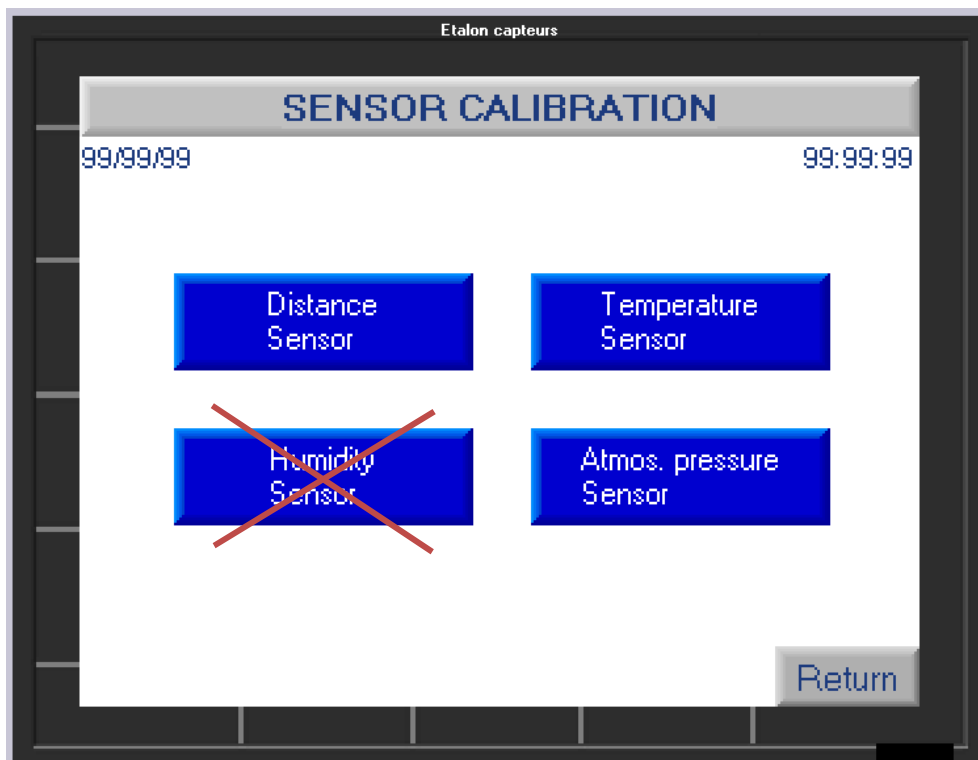 Etalon capteurs
SENSOR CALIBRATION
99/99/99 99:99:99
Distance
Sensor
Temperature
Sensor
Humidity
Sensor
Atmos. pressure
Sensor
Return